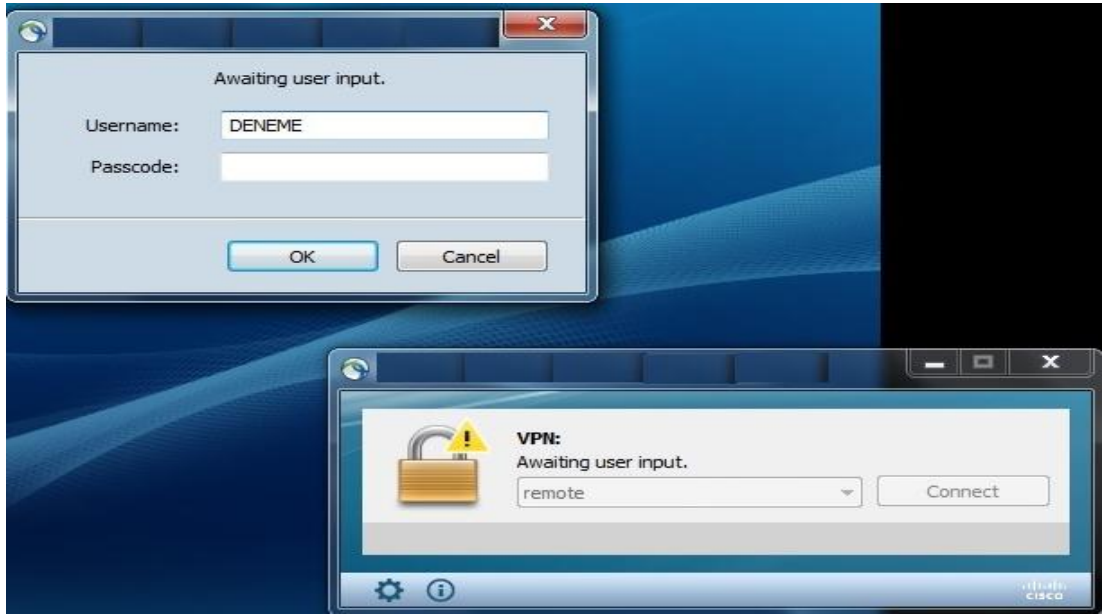 Awaiting user input.
Username: DENEME
Passcode:
OK Cancel
VPN:
Awaiting user input.
remote Connect
CISCO